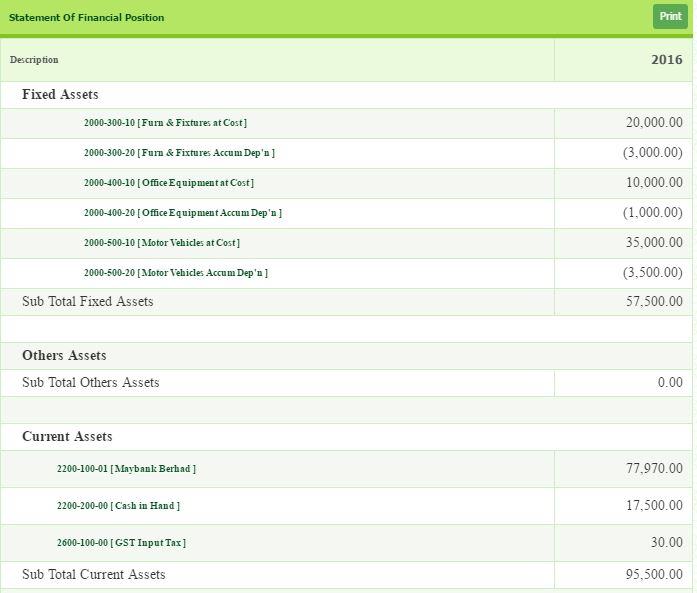 Statement Of Financial Position Print
Description 2016
Fixed Assets
2000-300-10 [ Furn & Fixtures at Cost ] 20,000.00
2000-300-20 [ Furn & Fixtures Accum Dep'n ] (3,000.00)
2000-400-10 [ Office Equipment at Cost ] 10,000.00
2000-400-20 [ Office Equipment Accum Dep'n ] (1,000.00)
2000-500-10 [ Motor Vehicles at Cost ] 35,000.00
2000-500-20 [ Motor Vehicles Accum Dep'n ] (3,500.00)
Sub Total Fixed Assets 57,500.00
Others Assets
Sub Total Others Assets 0.00
Current Assets
2200-100-01 [ Maybank Berhad ] 77,970.00
2200-200-00 [ Cash in Hand ] 17,500.00
2600-100-00 [ GST Input Tax ] 30.00
Sub Total Current Assets 95,500.00